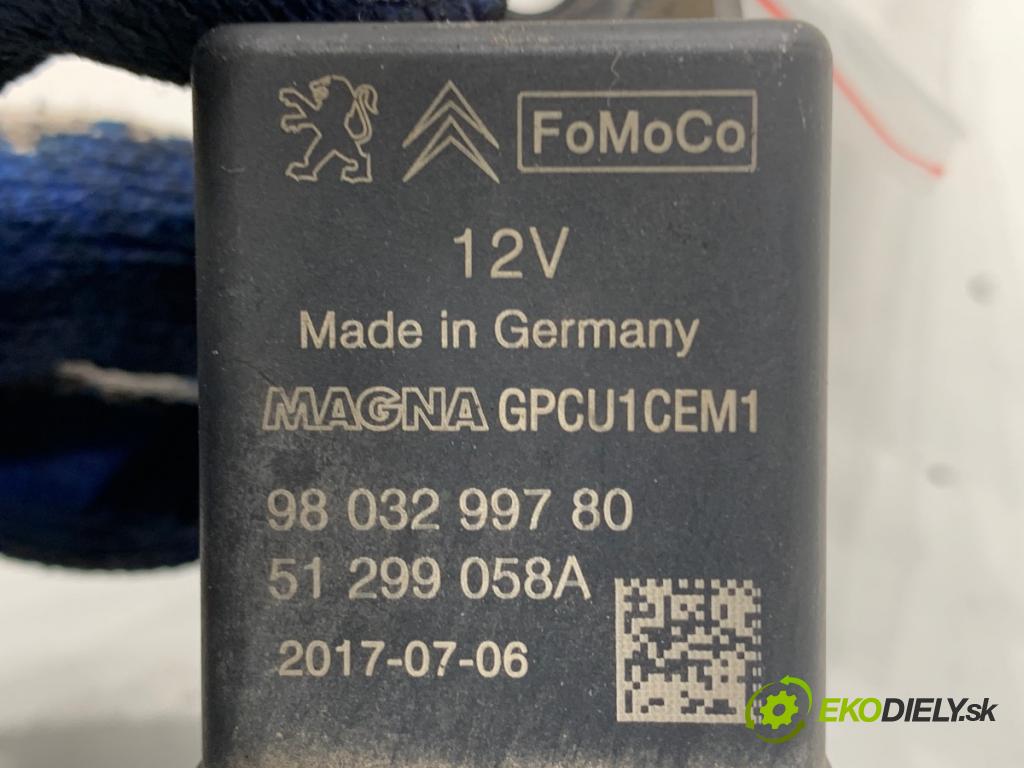 FoMoCo
12V
Made in Germany
MAGNA GPCU1CEM1
98 032 997 80
51 299 058A
2017-07-06
EKODIELY.sk